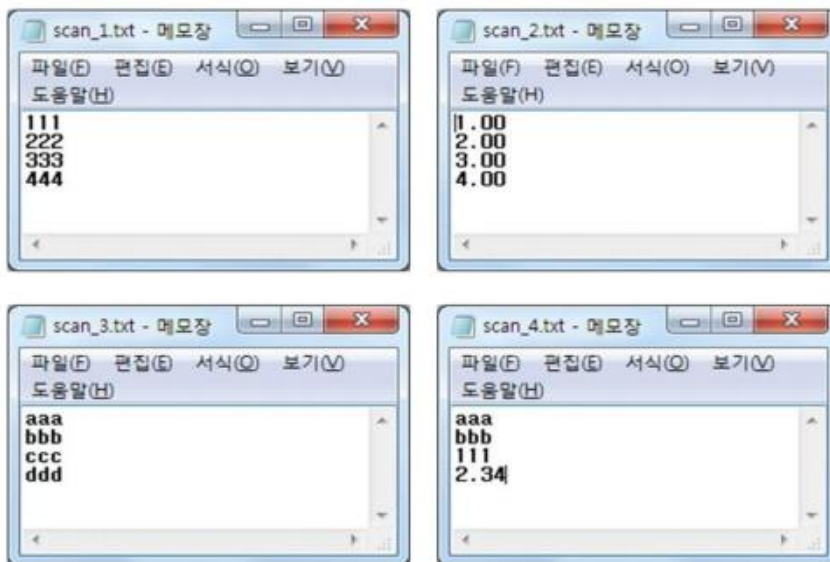 scan_1.txt - 메모장
파일(F) 편집(E) 서식(O) 보기(V)
도움말(H)
111
222
333
444
scan_2.txt - 메모장
파일(F) 편집(E) 서식(O) 보기(V)
도움말(H)
1.00
2.00
3.00
4.00
scan_3.txt - 메모장
파일(F) 편집(E) 서식(O) 보기(V)
도움말(H)
aaa
bbb
ccc
ddd
scan_4.txt - 메모장
파일(F) 편집(E) 서식(O) 보기(V)
도움말(H)
aaa
bbb
111
2.34